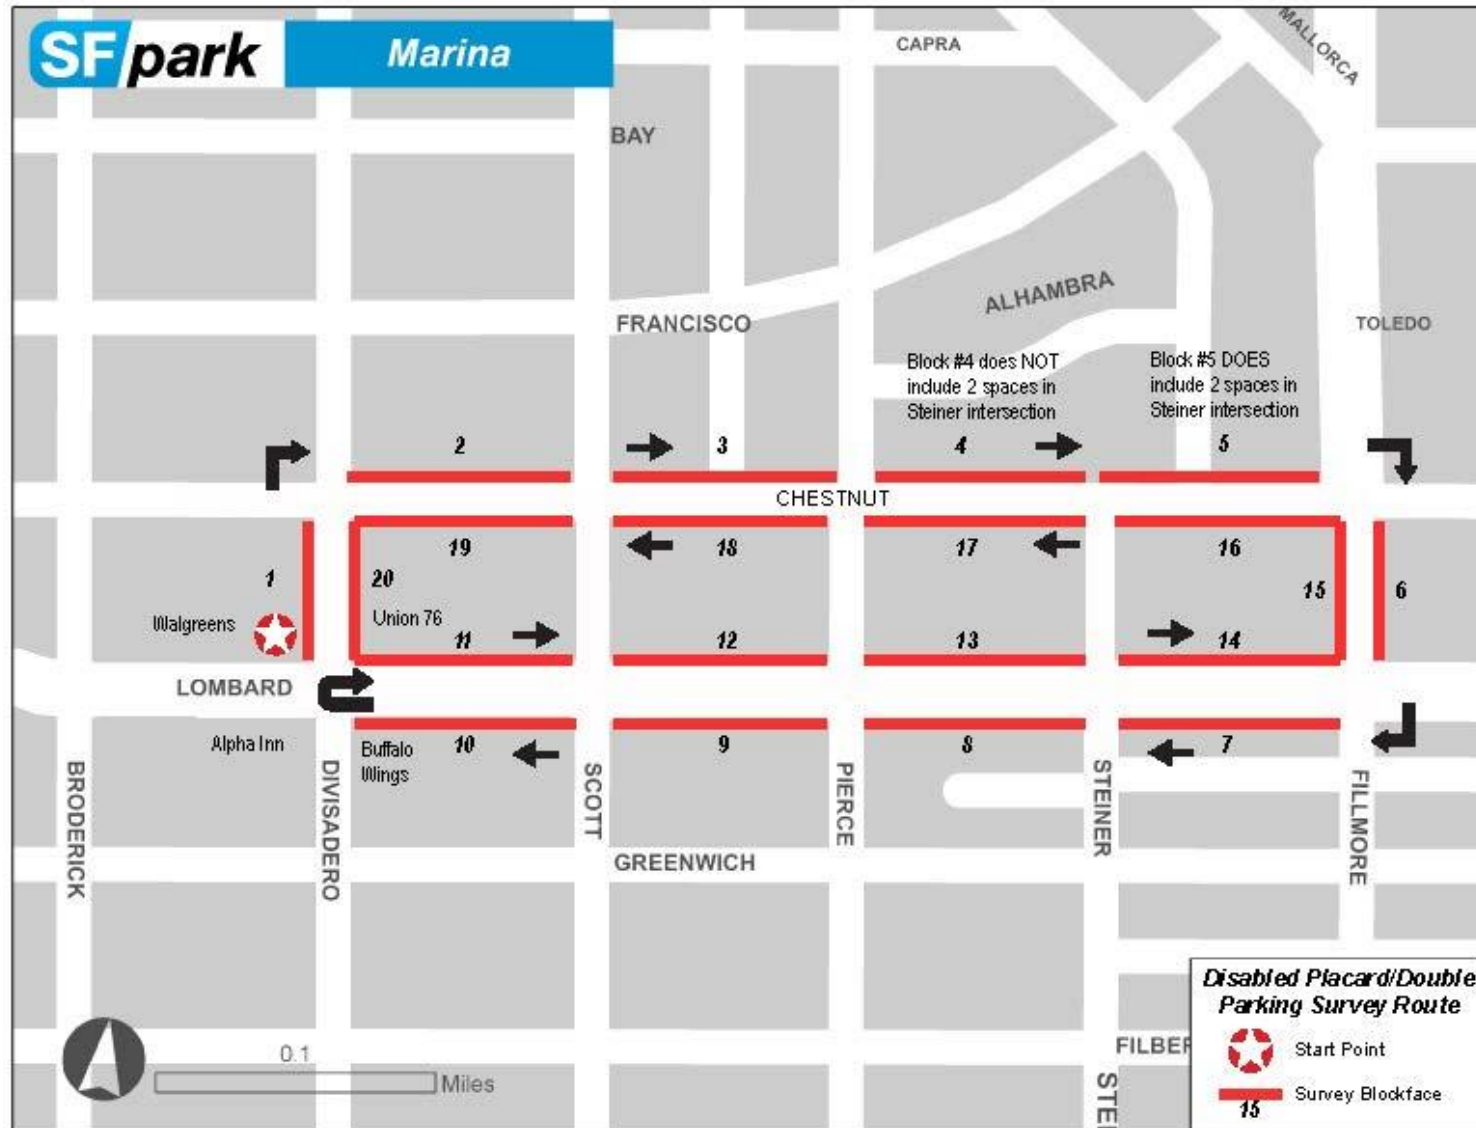 SFpark
Marina
CAPRA
MALLORCA
BAY
FRANCISCO
ALHAMBRA
TOLEDO
Block #4 does NOT
include 2 spaces in
Steiner intersection
Block #5 DOES
include 2 spaces in
Steiner intersection
2
3
4
5
CHESTNUT
19
18
17
16
1
20
15
6
Walgreens
Union 76
11
12
13
14
LOMBARD
Alpha Inn
Buffalo
Wings
10
9
8
7
BRODERICK
DIVISADERO
SCOTT
PIERCE
STEINER
FILLMORE
GREENWICH
FILBER
STEI
0.1
Miles
Disabled Placard/Double
Parking Survey Route
Start Point
Survey Blockface
15